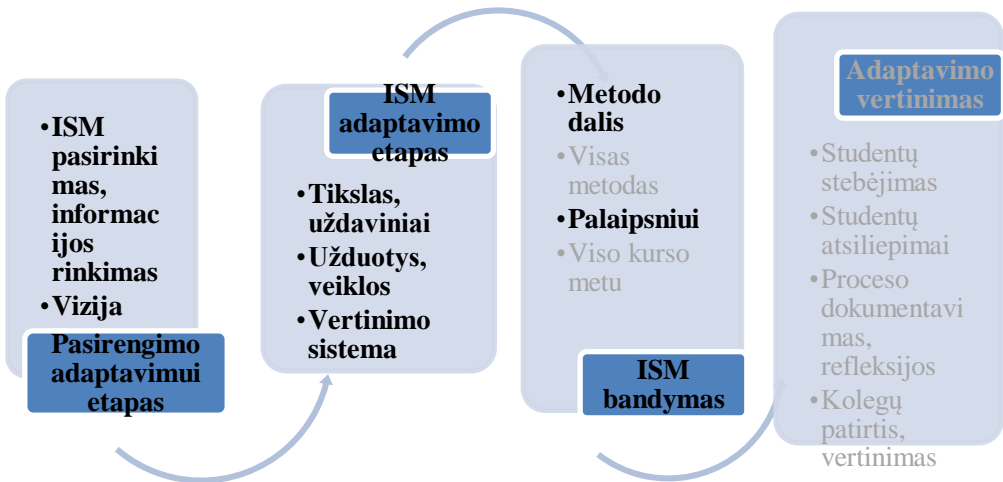 •ISM
pasirinki
mas,
informac
ijos
rinkimas
•Vizija
Pasirengimo
adaptavimui
etapas
ISM
adaptavimo
etapas
•Tikslas,
uždaviniai
•Užduotys,
veiklos
•Vertinimo
sistema
•Metodo
dalis
•Visas
metodas
•Palaipsniui
•Viso kurso
metu
ISM
bandymas
Adaptavimo
vertinimas
•Studentų
stebėjimas
•Studentų
atsiliepimai
•Proceso
dokumentavi
mas,
refleksijos
•Kolegų
patirtis,
vertinimas